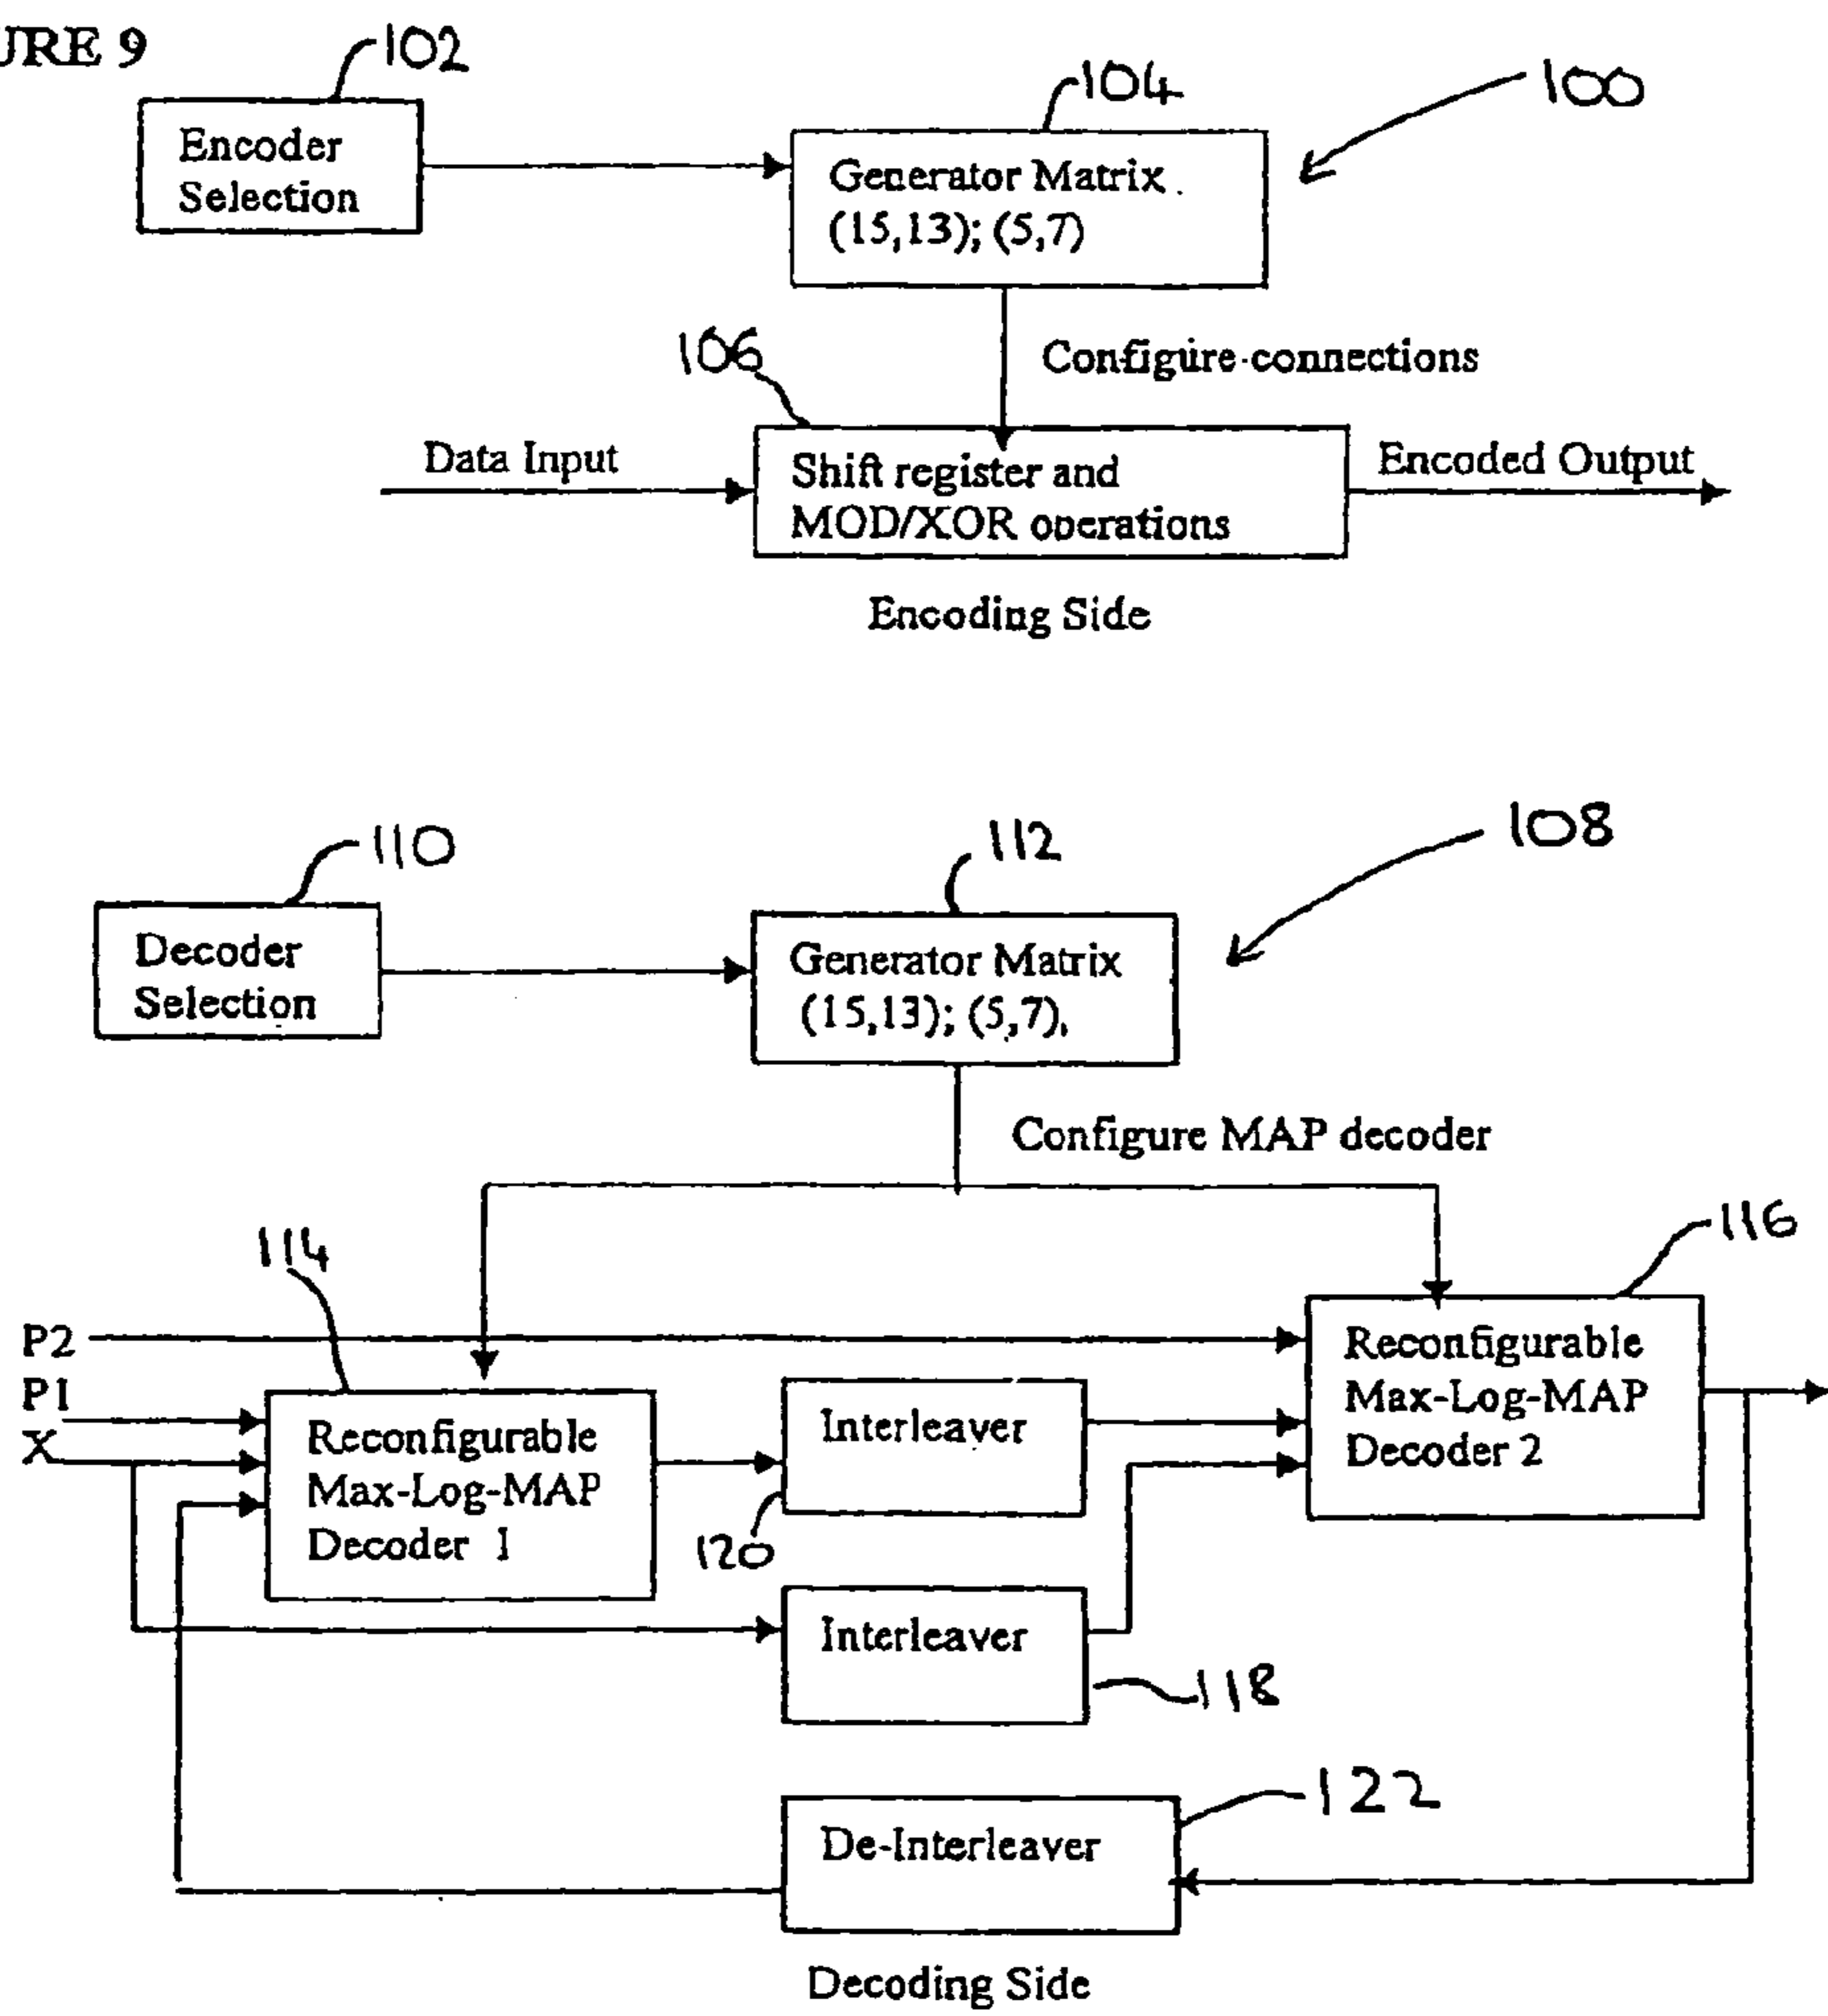 URE 9
102
Encoder
Selection
104
Generator Matrix
(15,13); (5,7)
100
106
Configure connections
Data Input
Shift register and
MOD/XOR operations
Encoded Output
Encoding Side
110
Decoder
Selection
112
Generator Matrix
(15,13); (5,7),
108
Configure MAP decoder
114
116
P2
P1
X
Reconfigurable
Max-Log-MAP
Decoder 1
120
Interleaver
Reconfigurable
Max-Log-MAP
Decoder 2
Interleaver
118
De-Interleaver
122
Decoding Side